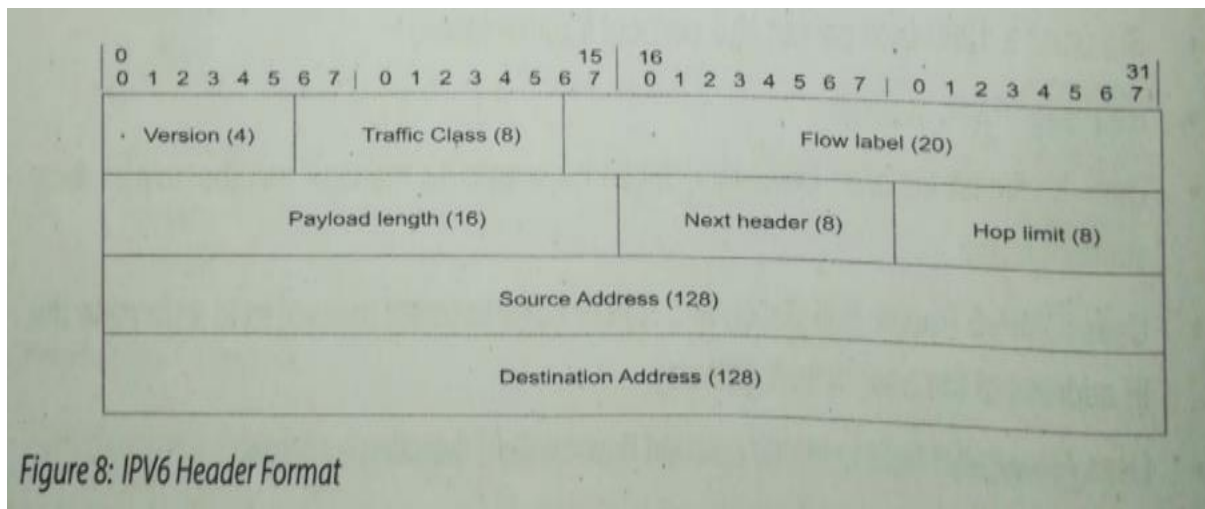 0 15 16 31
0 1 2 3 4 5 6 7 | 0 1 2 3 4 5 6 7 | 0 1 2 3 4 5 6 7 | 0 1 2 3 4 5 6 7
Version (4) Traffic Class (8) Flow label (20)
Payload length (16) Next header (8) Hop limit (8)
Source Address (128)
Destination Address (128)
Figure 8: IPV6 Header Format